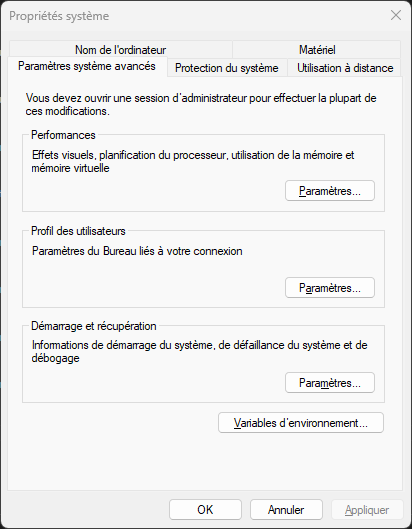 Propriétés système
Nom de l'ordinateur
Matériel
Paramètres système avancés
Protection du système
Utilisation à distance
Vous devez ouvrir une session d'administrateur pour effectuer la plupart de
ces modifications.
Performances
Effets visuels, planification du processeur, utilisation de la mémoire et
mémoire virtuelle
Paramètres...
Profil des utilisateurs
Paramètres du Bureau liés à votre connexion
Paramètres...
Démarrage et récupération
Informations de démarrage du système, de défaillance du système et de
débogage
Paramètres...
Variables d'environnement...
OK
Annuler
Appliquer